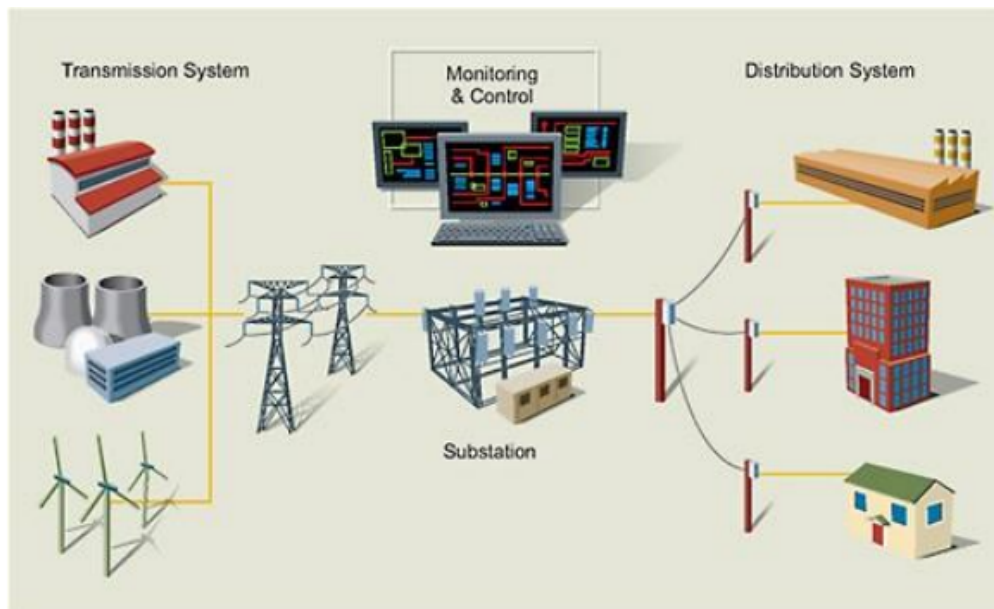 Transmission System
Monitoring
& Control
Distribution System
Substation